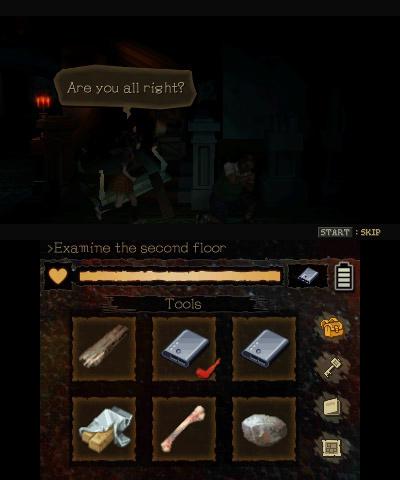 Are you all right?
START : SKIP
>Examine the second floor
Tools